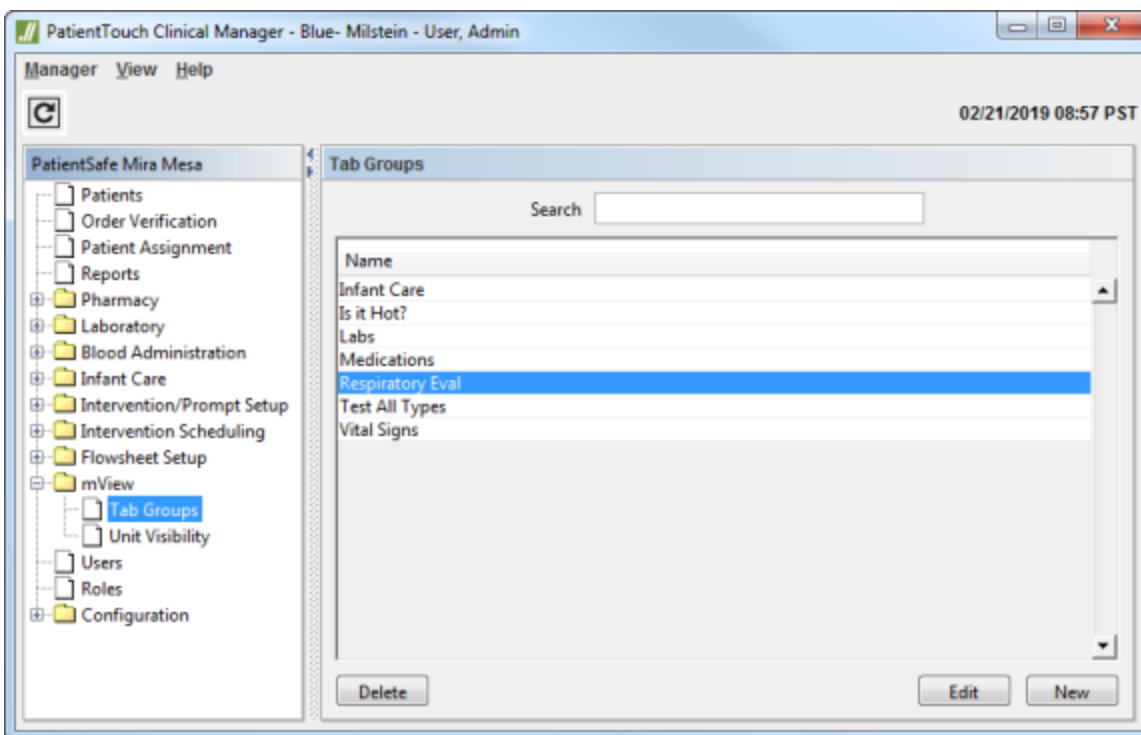 PatientTouch Clinical Manager - Blue- Milstein - User, Admin
Manager View Help
02/21/2019 08:57 PST
PatientSafe Mira Mesa
Patients
Order Verification
Patient Assignment
Reports
Pharmacy
Laboratory
Blood Administration
Infant Care
Intervention/Prompt Setup
Intervention Scheduling
Flowsheet Setup
mView
Tab Groups
Unit Visibility
Users
Roles
Configuration
Tab Groups
Search
Name
Infant Care
Is it Hot?
Labs
Medications
Respiratory Eval
Test All Types
Vital Signs
Delete Edit New